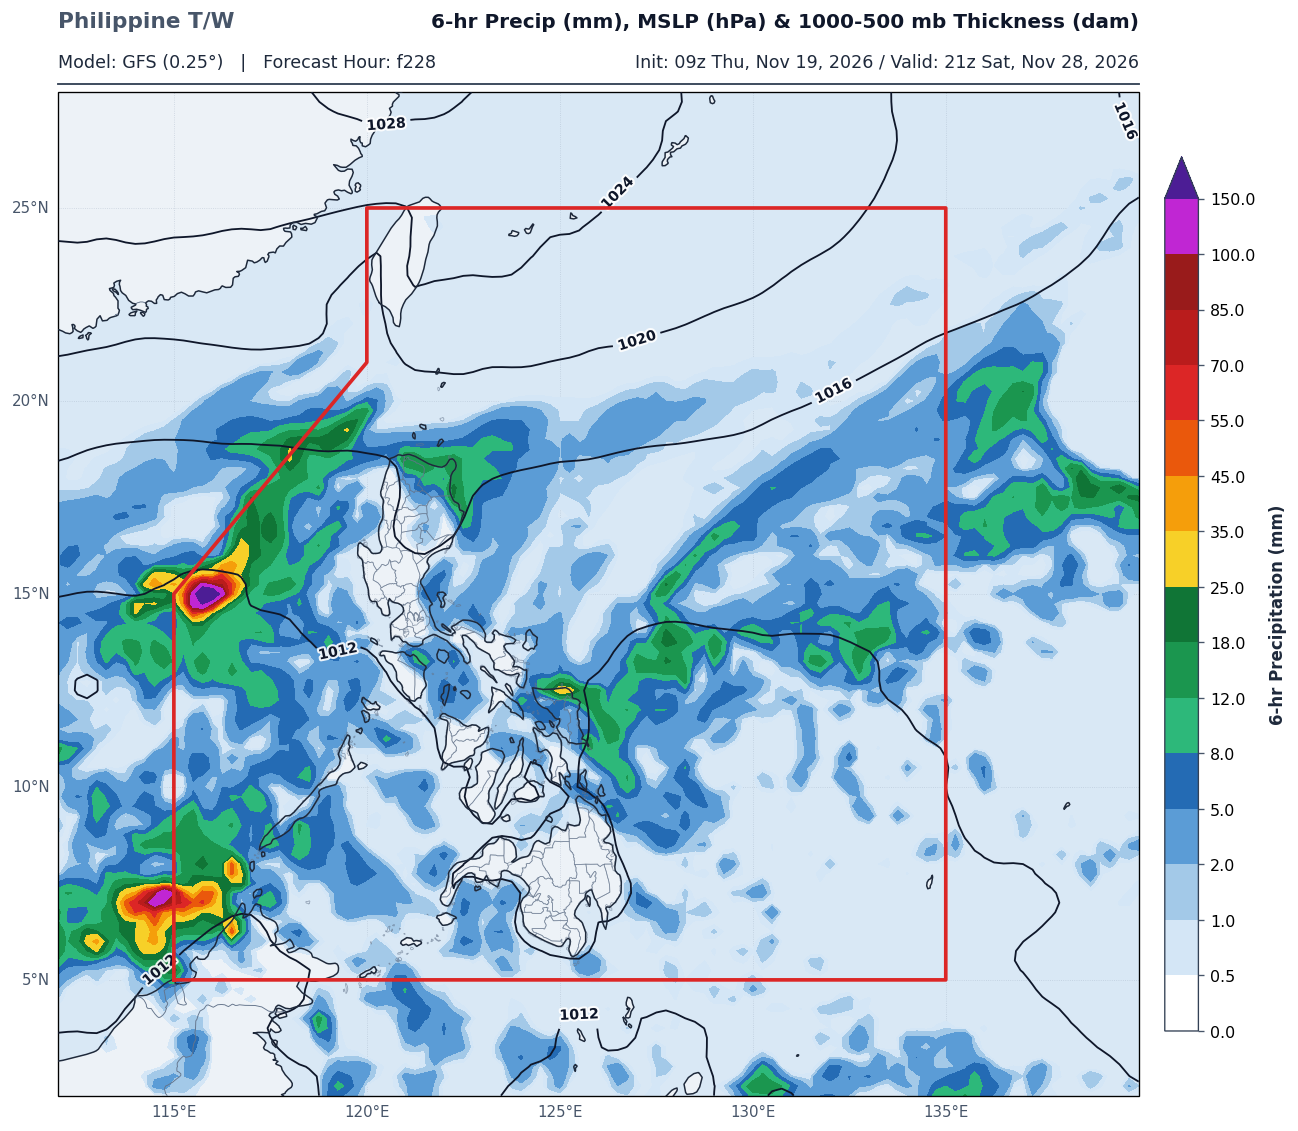 Philippine T/W
6-hr Precip (mm), MSLP (hPa) & 1000-500 mb Thickness (dam)
Model: GFS (0.25°) | Forecast Hour: f228
Init: 09z Thu, Nov 19, 2026 / Valid: 21z Sat, Nov 28, 2026
1028
1016
1024
1020
1016
1012
1012
1012
25°N
20°N
15°N
10°N
5°N
115°E
120°E
125°E
130°E
135°E
150.0
100.0
85.0
70.0
55.0
45.0
35.0
25.0
18.0
12.0
8.0
5.0
2.0
1.0
0.5
0.0
6-hr Precipitation (mm)